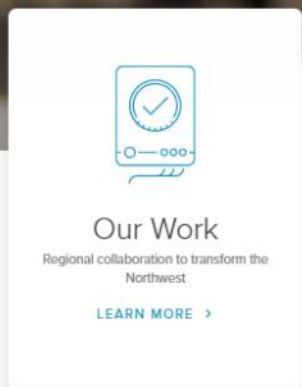 Our Work
Regional collaboration to transform the
Northwest
LEARN MORE >